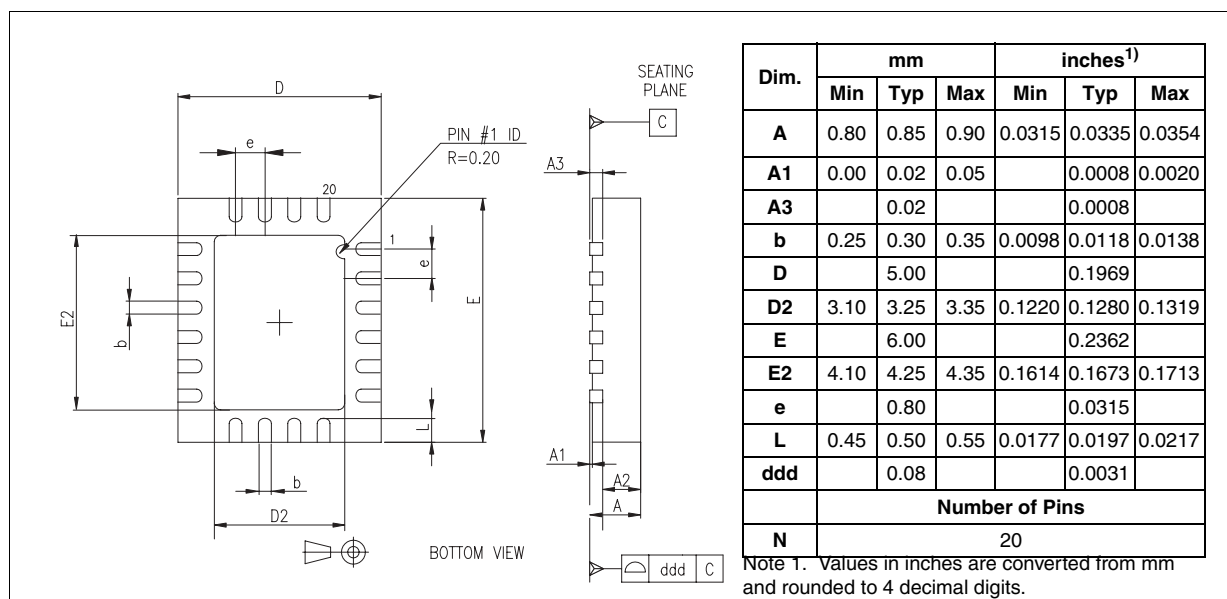 D
e
PIN #1 ID
R=0.20
20
1
e
E
E2
b
L
b
D2
BOTTOM VIEW
SEATING
PLANE
C
A3
A1
A2
A
ddd C
Dim. mm inches1)
Min Typ Max Min Typ Max
A 0.80 0.85 0.90 0.0315 0.0335 0.0354
A1 0.00 0.02 0.05 0.0008 0.0020
A3 0.02 0.0008
b 0.25 0.30 0.35 0.0098 0.0118 0.0138
D 5.00 0.1969
D2 3.10 3.25 3.35 0.1220 0.1280 0.1319
E 6.00 0.2362
E2 4.10 4.25 4.35 0.1614 0.1673 0.1713
e 0.80 0.0315
L 0.45 0.50 0.55 0.0177 0.0197 0.0217
ddd 0.08 0.0031
Number of Pins
N 20
Note 1. Values in inches are converted from mm
and rounded to 4 decimal digits.